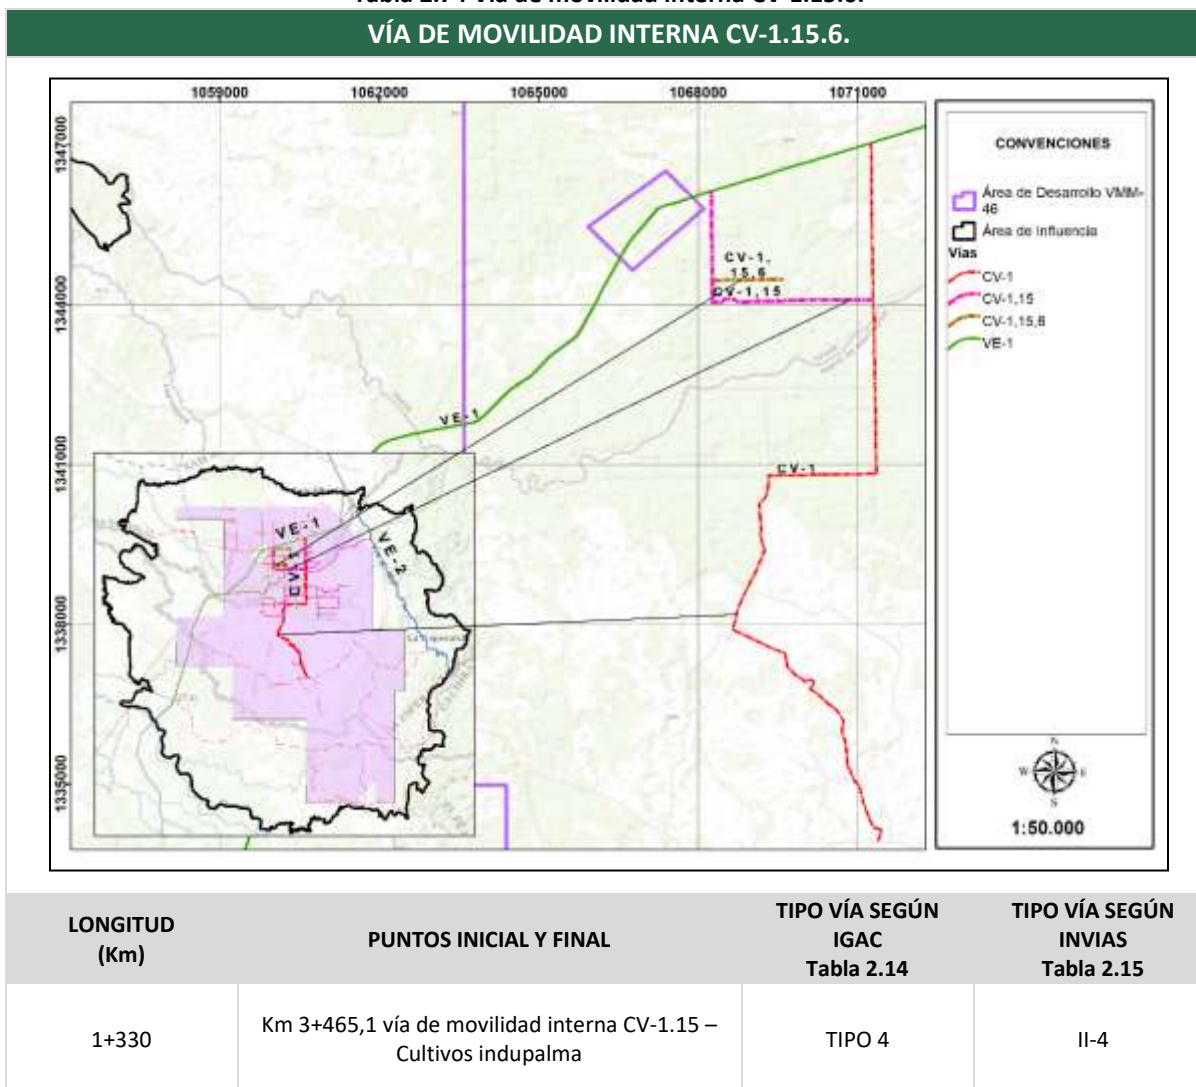 VÍA DE MOVILIDAD INTERNA CV-1.15.6.
1059000 1062000 1065000 1068000 1071000
1347000
1344000
1341000
1338000
1335000
CV-1,
15,6
CV-1,15
VE-1
CV-1
VE-1
CV-1
VE-2
CONVENCIONES
Área de Desarrollo VMM-
46
Área de Influencia
Vías
CV-1
CV-1,15
CV-1,15,6
VE-1
N
W E
S
1:50.000
LONGITUD
(Km)
PUNTOS INICIAL Y FINAL
TIPO VÍA SEGÚN
IGAC
Tabla 2.14
TIPO VÍA SEGÚN
INVIAS
Tabla 2.15
1+330
Km 3+465,1 vía de movilidad interna CV-1.15 –
Cultivos indupalma
TIPO 4
II-4